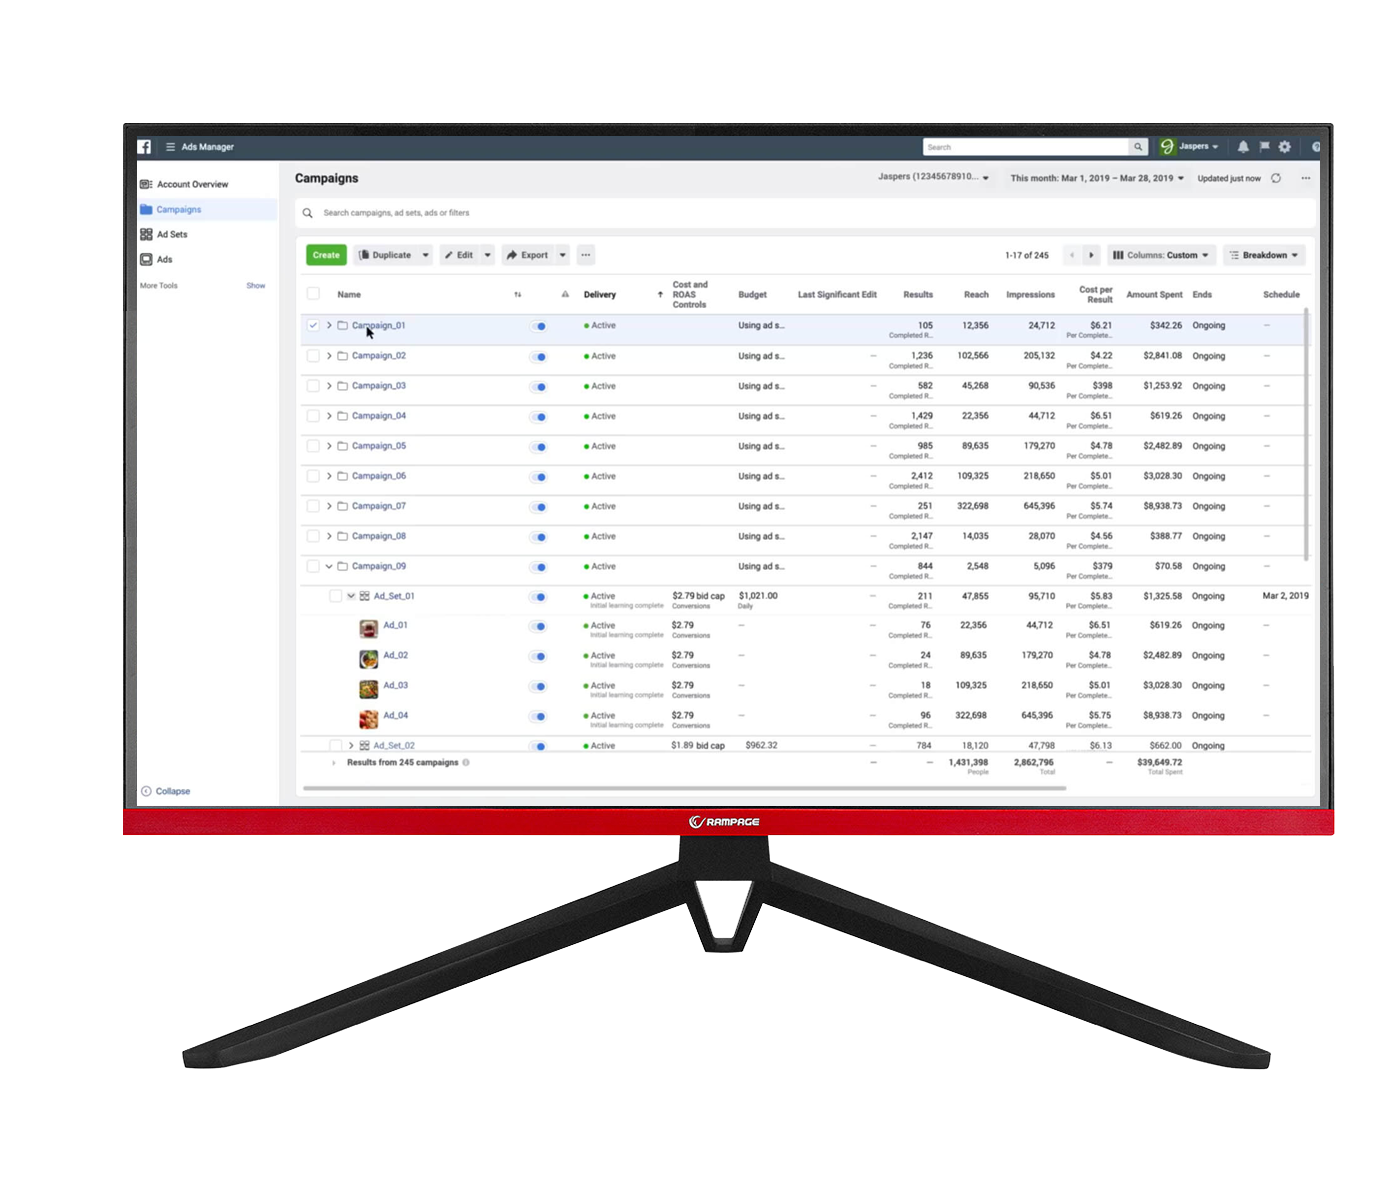 f Ads Manager Search Jaspers
Account Overview
Campaigns
Ad Sets
Ads
More Tools Show
Collapse
Campaigns Jaspers (12345678910... This month: Mar 1, 2019 – Mar 28, 2019 Updated just now ...
Search campaigns, ad sets, ads or filters
Create Duplicate Edit Export ... 1-17 of 245 Columns: Custom Breakdown
Name Delivery Cost and ROAS Controls Budget Last Significant Edit Results Reach Impressions Cost per Result Amount Spent Ends Schedule
Campaign_01 Active Using ad s... 105 12,356 24,712 $6.21 $342.26 Ongoing –
Completed R... Per Complete...
Campaign_02 Active Using ad s... – 1,236 102,566 205,132 $4.22 $2,841.08 Ongoing –
Completed R... Per Complete...
Campaign_03 Active Using ad s... – 582 45,268 90,536 $398 $1,253.92 Ongoing –
Completed R... Per Complete...
Campaign_04 Active Using ad s... – 1,429 22,356 44,712 $6.51 $619.26 Ongoing –
Completed R... Per Complete...
Campaign_05 Active Using ad s... – 985 89,635 179,270 $4.78 $2,482.89 Ongoing –
Completed R... Per Complete...
Campaign_06 Active Using ad s... – 2,412 109,325 218,650 $5.01 $3,028.30 Ongoing –
Completed R... Per Complete...
Campaign_07 Active Using ad s... – 251 322,698 645,396 $5.74 $8,938.73 Ongoing –
Completed R... Per Complete...
Campaign_08 Active Using ad s... – 2,147 14,035 28,070 $4.56 $388.77 Ongoing –
Completed R... Per Complete...
Campaign_09 Active Using ad s... – 844 2,548 5,096 $379 $70.58 Ongoing –
Completed R... Per Complete...
Ad_Set_01 Active $2.79 bid cap $1,021.00 – 211 47,855 95,710 $5.83 $1,325.58 Ongoing Mar 2, 2019
Initial learning complete Conversions Daily Completed R... Per Complete...
Ad_01 Active $2.79 – – 76 22,356 44,712 $6.51 $619.26 Ongoing –
Initial learning complete Conversions Completed R... Per Complete...
Ad_02 Active $2.79 – – 24 89,635 179,270 $4.78 $2,482.89 Ongoing –
Initial learning complete Conversions Completed R... Per Complete...
Ad_03 Active $2.79 – – 18 109,325 218,650 $5.01 $3,028.30 Ongoing –
Initial learning complete Conversions Completed R... Per Complete...
Ad_04 Active $2.79 – – 96 322,698 645,396 $5.75 $8,938.73 Ongoing –
Initial learning complete Conversions Completed R... Per Complete...
Ad_Set_02 Active $1.89 bid cap $962.32 – 784 18,120 47,798 $6.13 $662.00 Ongoing –
Results from 245 campaigns – – 1,431,398 2,862,796 – $39,649.72
People Total Total Spent
RAMPAGE